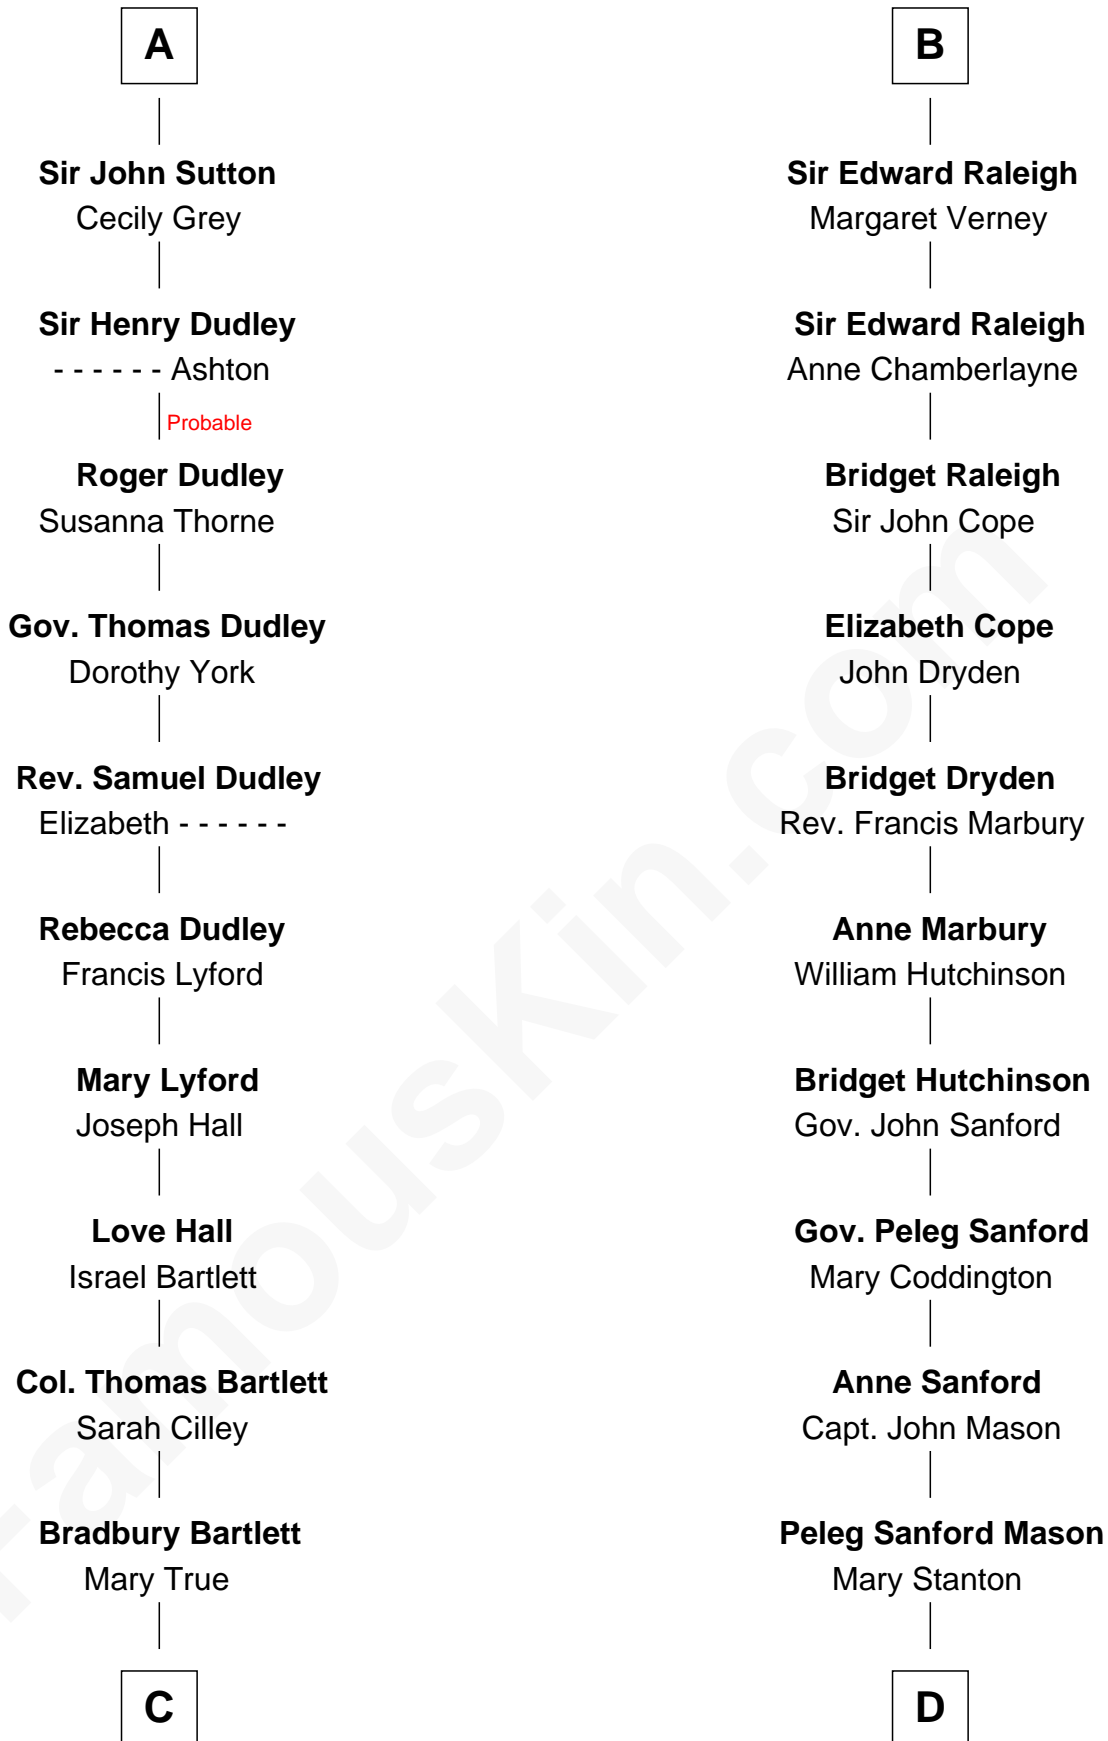 A
Sir John Sutton
Cecily Grey
Sir Henry Dudley
- - - - - - Ashton
Probable
Roger Dudley
Susanna Thorne
Gov. Thomas Dudley
Dorothy York
Rev. Samuel Dudley
Elizabeth - - - - - -
Rebecca Dudley
Francis Lyford
Mary Lyford
Joseph Hall
Love Hall
Israel Bartlett
Col. Thomas Bartlett
Sarah Cilley
Bradbury Bartlett
Mary True
C
B
Sir Edward Raleigh
Margaret Verney
Sir Edward Raleigh
Anne Chamberlayne
Bridget Raleigh
Sir John Cope
Elizabeth Cope
John Dryden
Bridget Dryden
Rev. Francis Marbury
Anne Marbury
William Hutchinson
Bridget Hutchinson
Gov. John Sanford
Gov. Peleg Sanford
Mary Coddington
Anne Sanford
Capt. John Mason
Peleg Sanford Mason
Mary Stanton
D
FamousKin.com